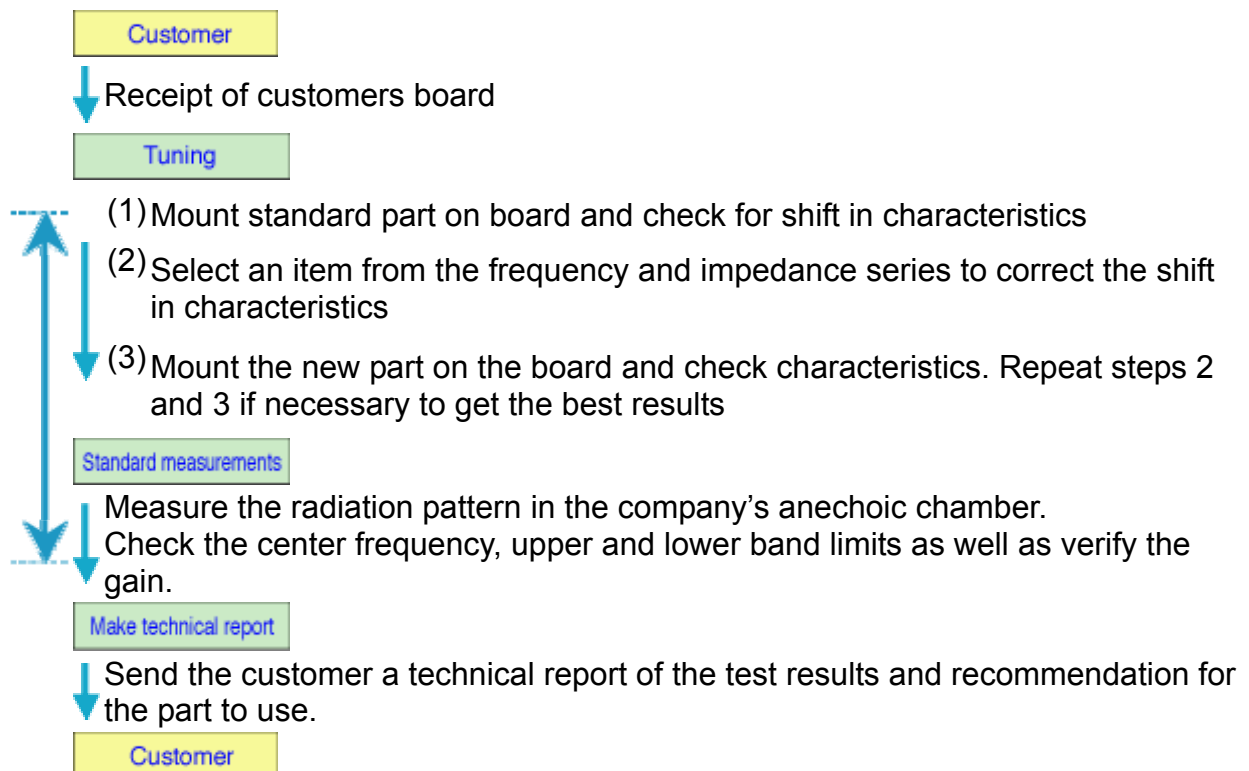 Customer
Receipt of customers board
Tuning
(1) Mount standard part on board and check for shift in characteristics
(2) Select an item from the frequency and impedance series to correct the shift
in characteristics
(3) Mount the new part on the board and check characteristics. Repeat steps 2
and 3 if necessary to get the best results
Standard measurements
Measure the radiation pattern in the company’s anechoic chamber.
Check the center frequency, upper and lower band limits as well as verify the
gain.
Make technical report
Send the customer a technical report of the test results and recommendation for
the part to use.
Customer